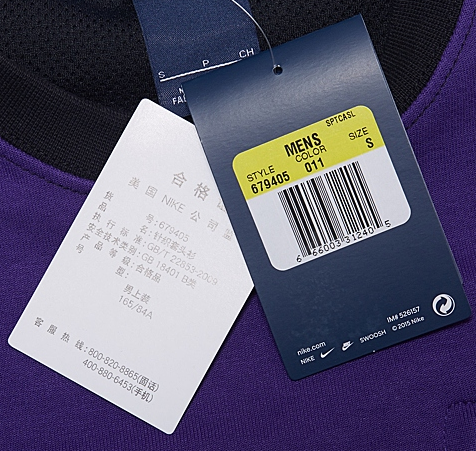 S P CH
SPTCASL
MENS
STYLE COLOR SIZE
679405 011 S
6 66003 31240 5
IM# 526157
nike.com
NIKE SWOOSH © 2015 Nike
合格
美国 NIKE 公司
货号:679405
品名:针织套头衫
执行标准:GB/T 22853-2009
安全技术类别:GB 18401 B类
产品等级:合格品
型号:
男上装
165/84A
客服热线:800-820-8865(固话)
400-880-6453(手机)